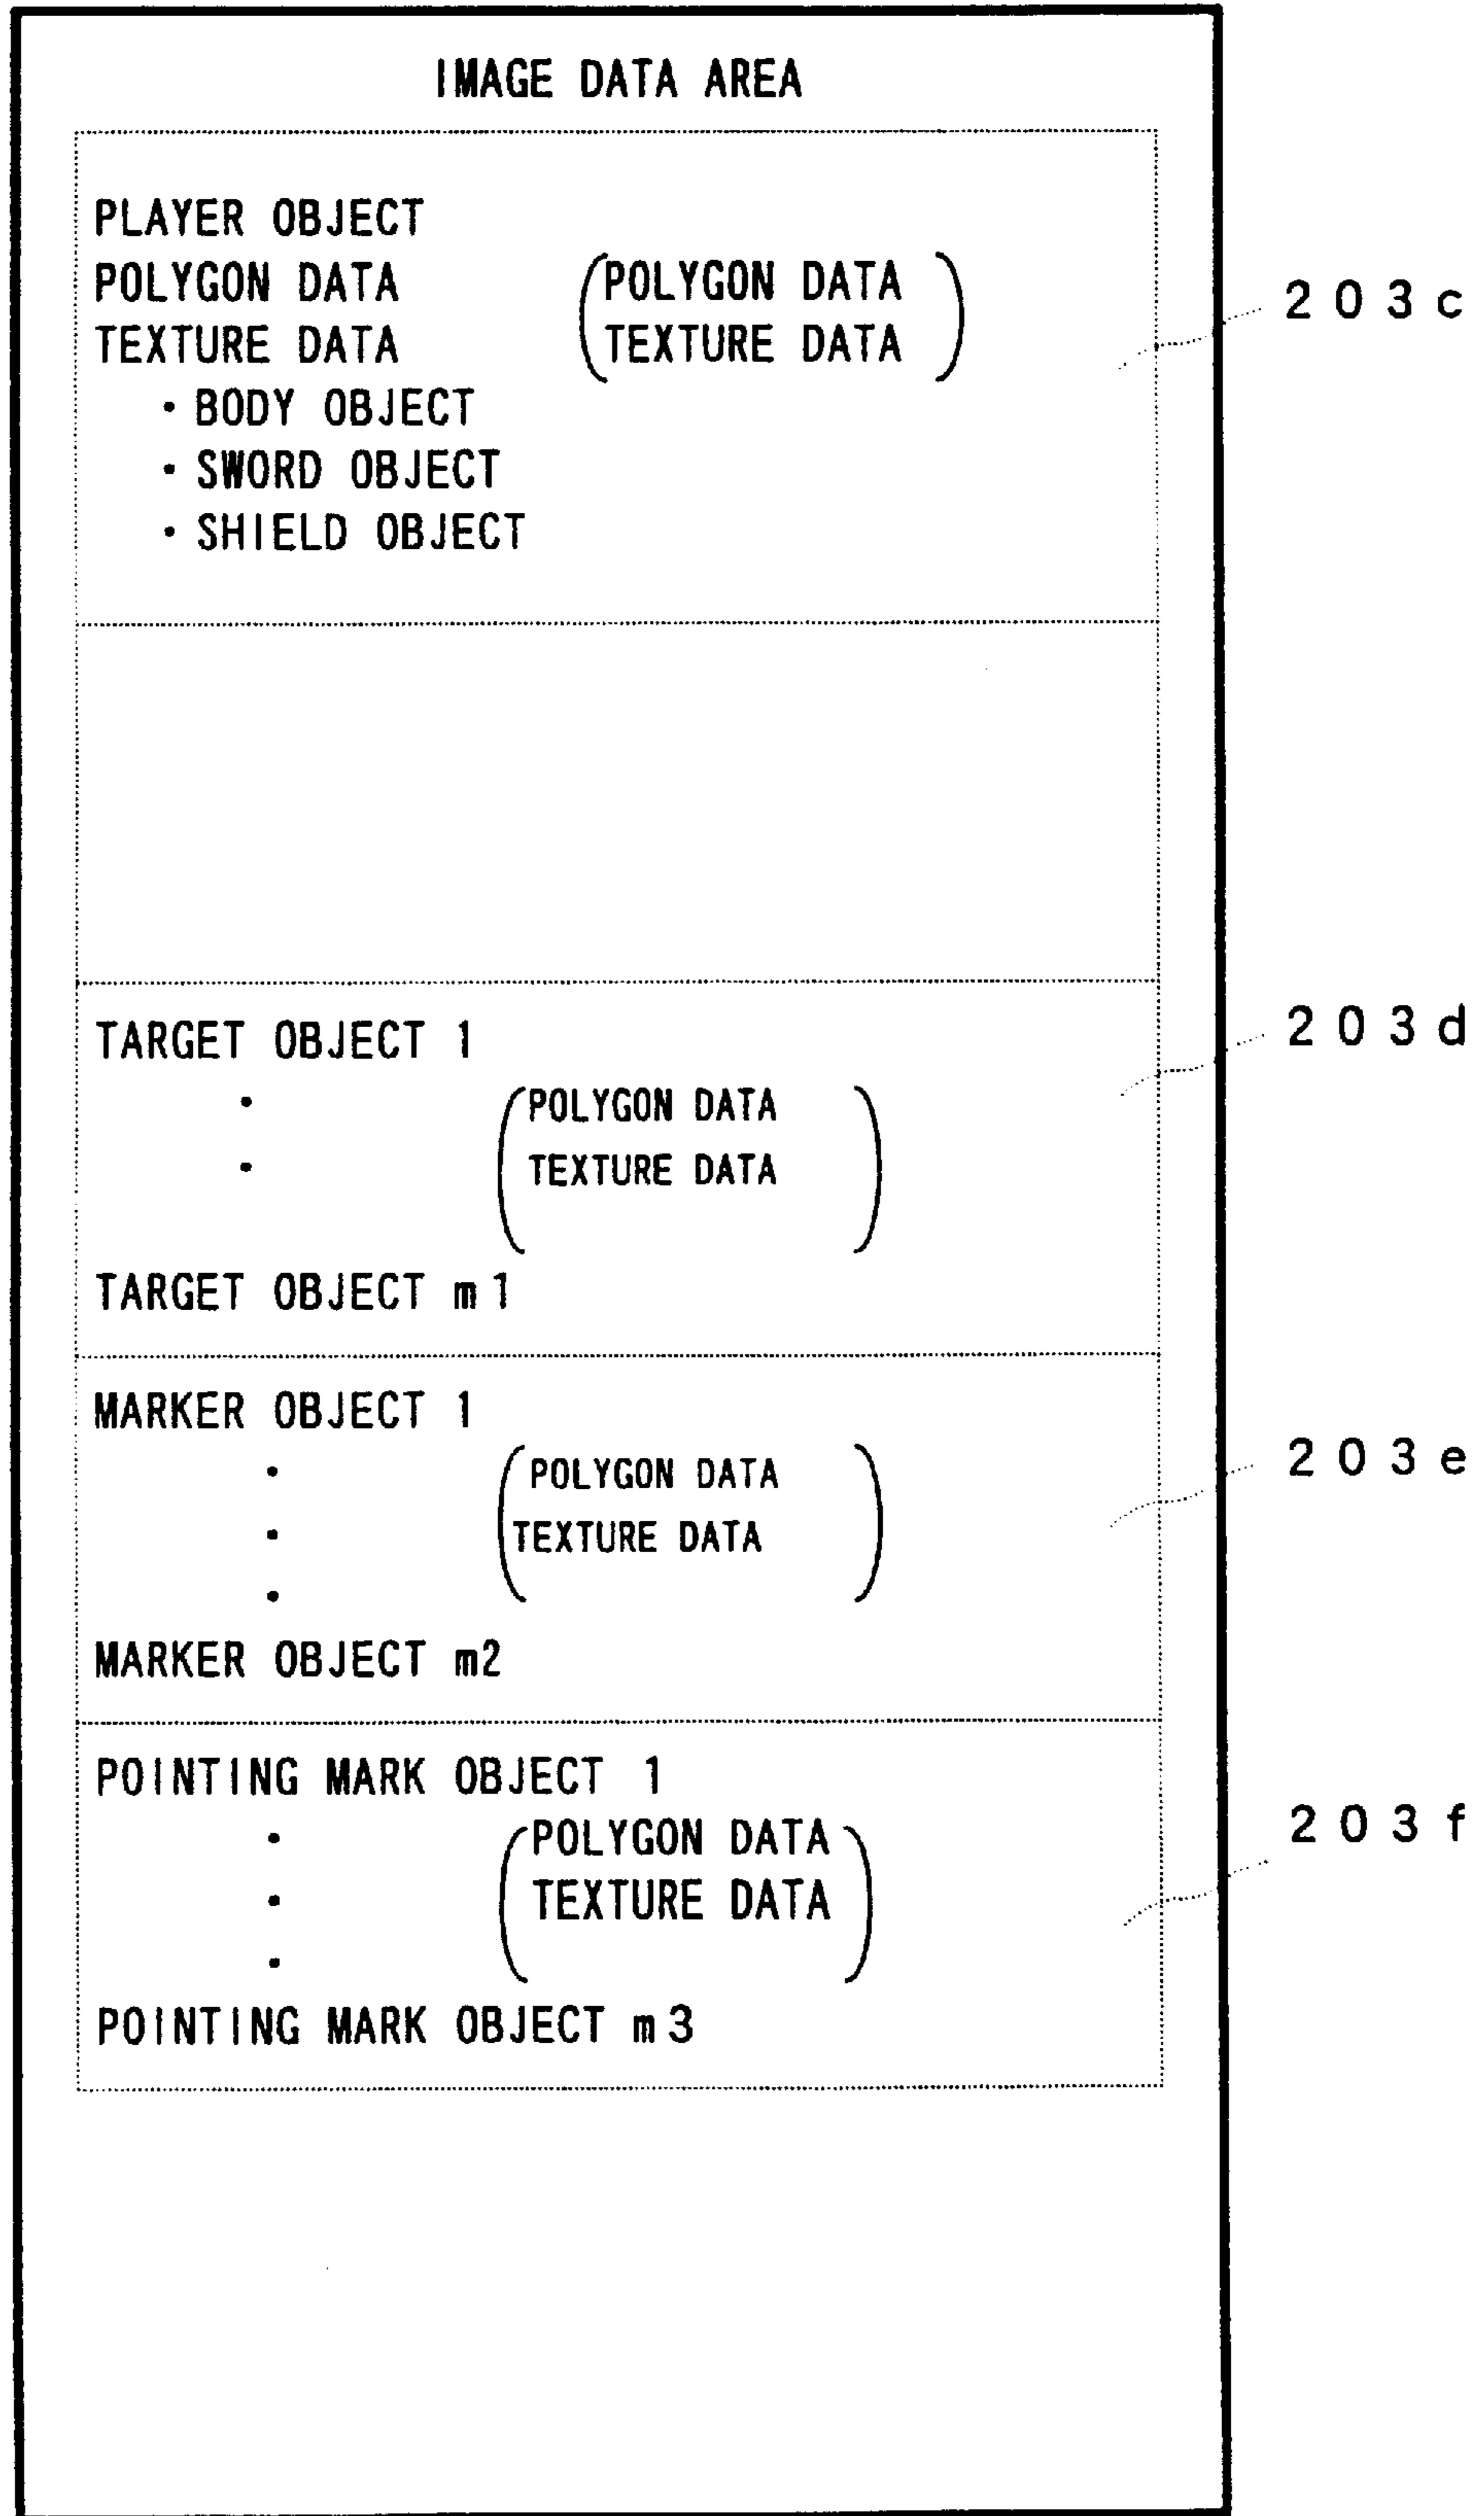 IMAGE DATA AREA
PLAYER OBJECT
POLYGON DATA (POLYGON DATA
TEXTURE DATA TEXTURE DATA)
・BODY OBJECT
・SWORD OBJECT
・SHIELD OBJECT
203c
TARGET OBJECT 1
(POLYGON DATA
TEXTURE DATA)
TARGET OBJECT m1
203d
MARKER OBJECT 1
(POLYGON DATA
TEXTURE DATA)
MARKER OBJECT m2
203e
POINTING MARK OBJECT 1
(POLYGON DATA
TEXTURE DATA)
POINTING MARK OBJECT m3
203f